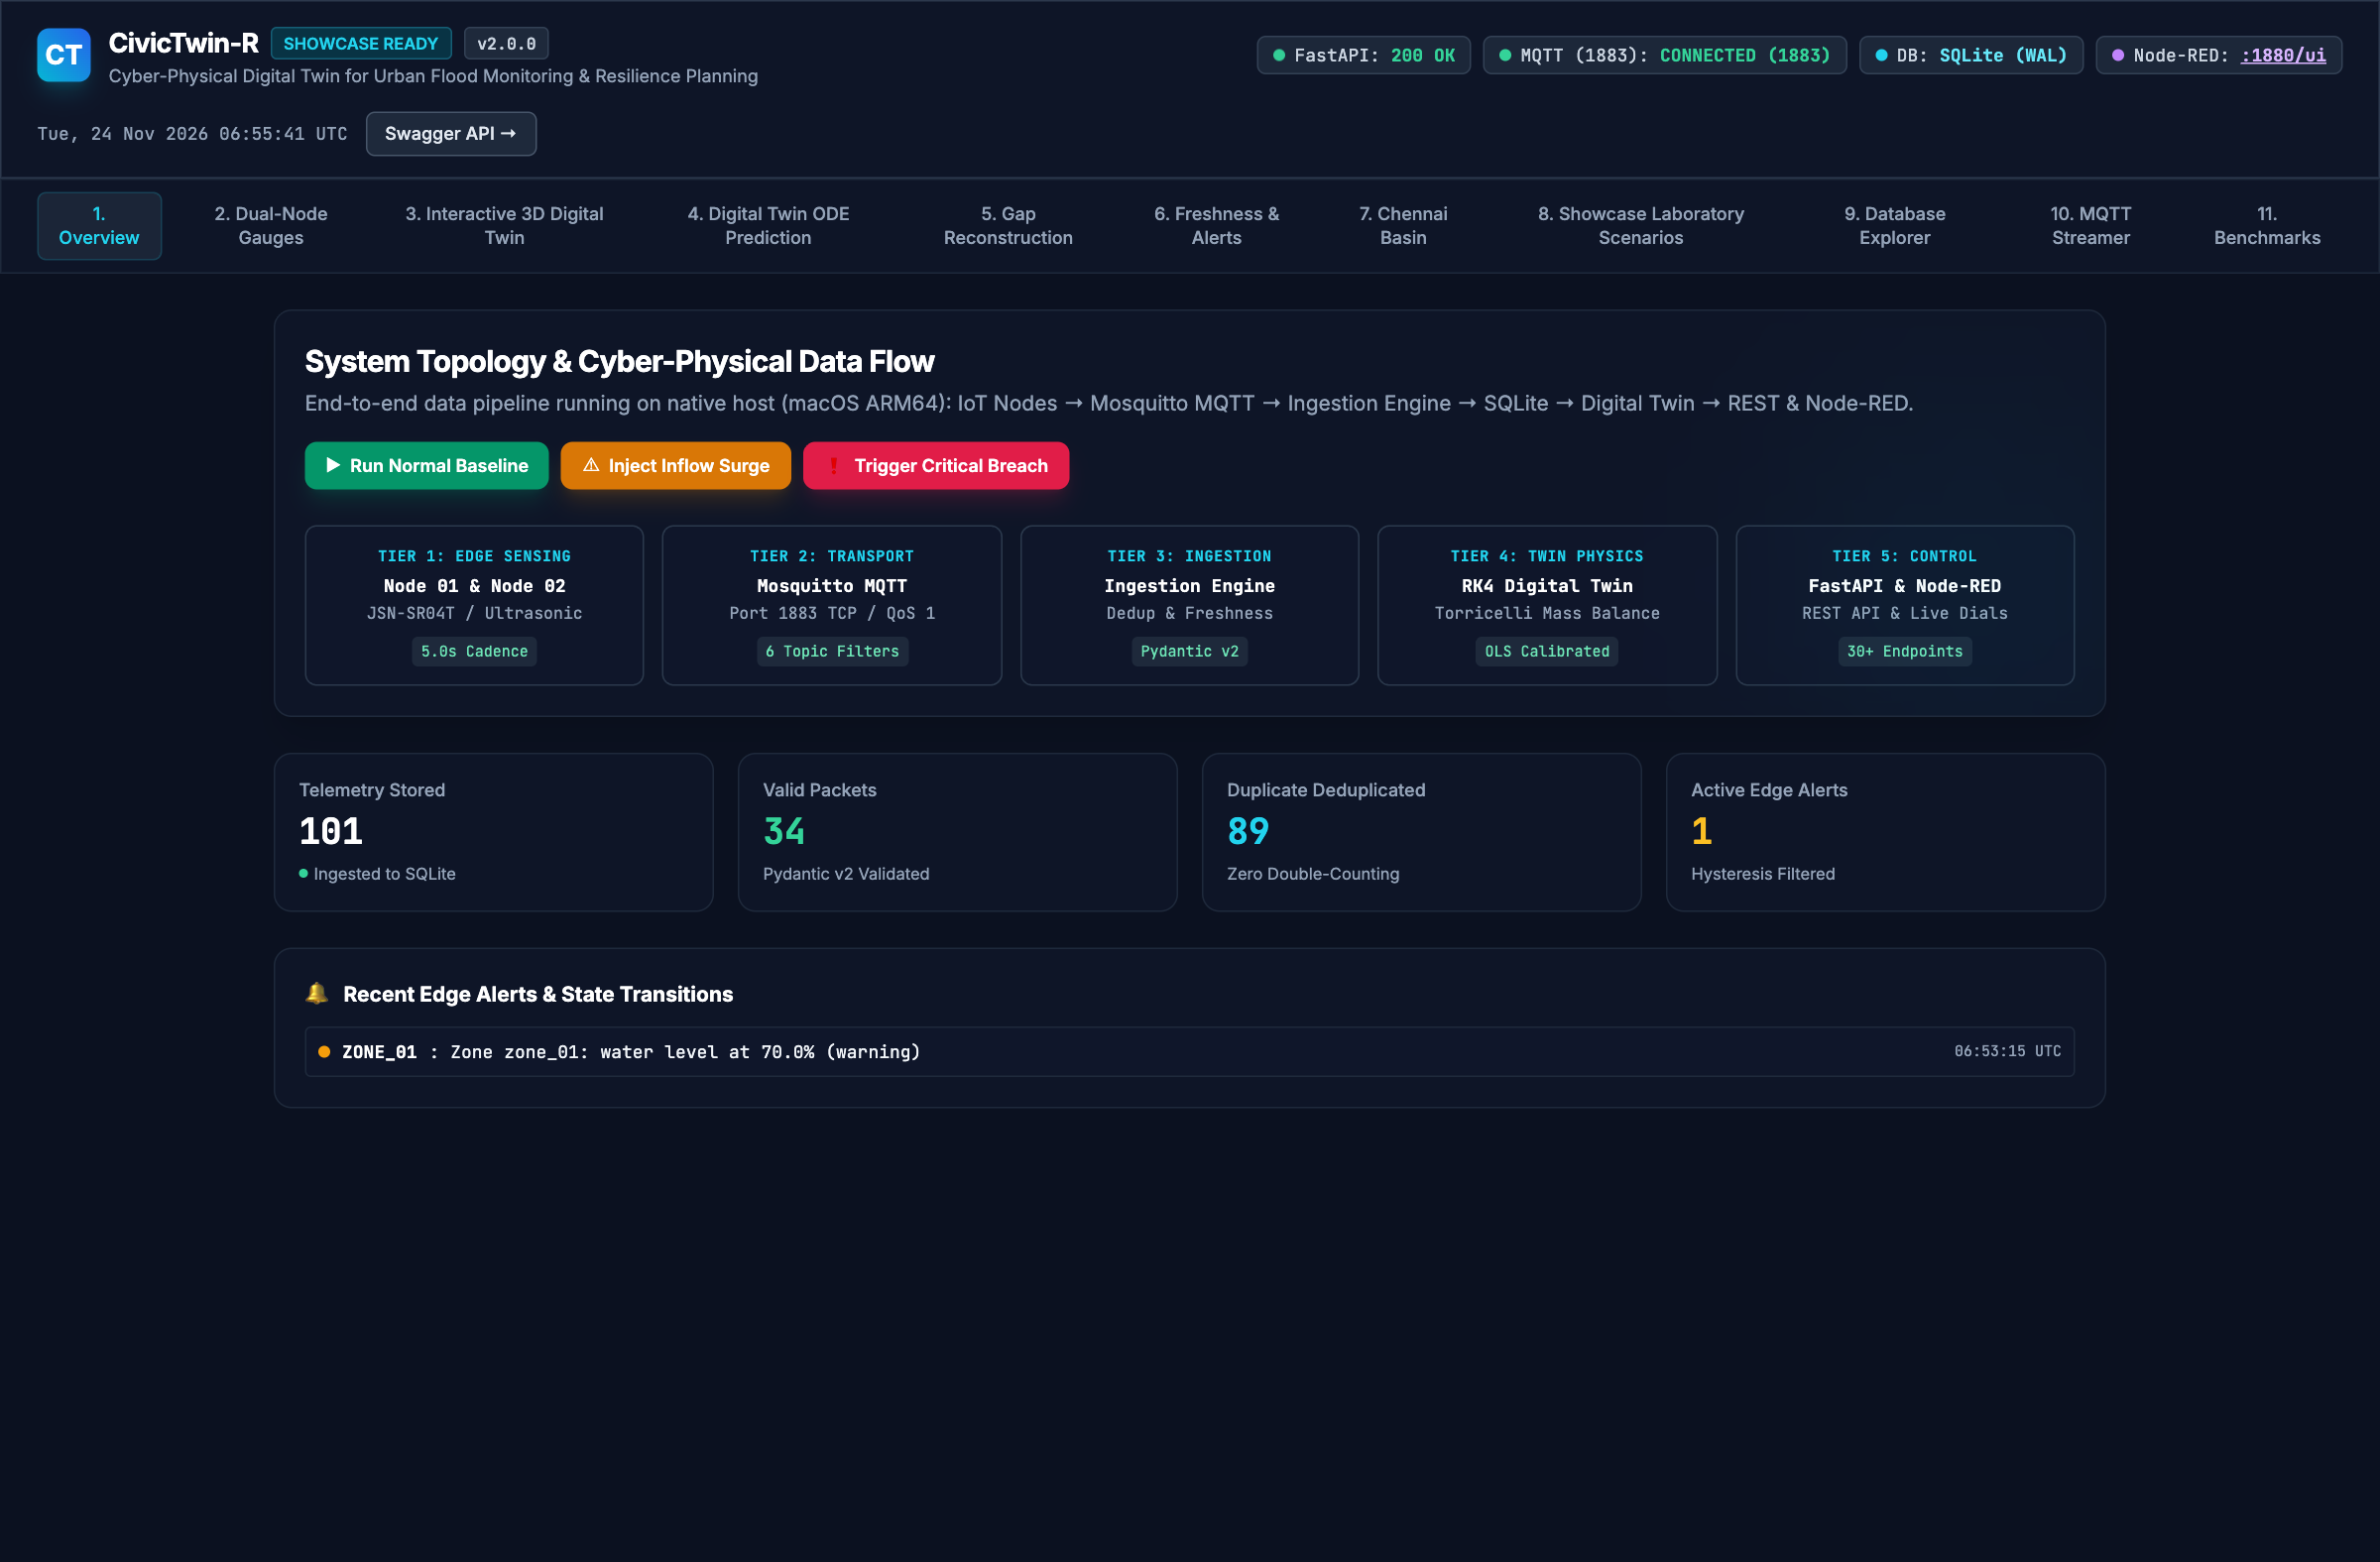 CT
CivicTwin-R SHOWCASE READY v2.0.0
Cyber-Physical Digital Twin for Urban Flood Monitoring & Resilience Planning
FastAPI: 200 OK
MQTT (1883): CONNECTED (1883)
DB: SQLite (WAL)
Node-RED: :1880/ui
Tue, 24 Nov 2026 06:55:41 UTC
Swagger API →
1.
Overview
2. Dual-Node
Gauges
3. Interactive 3D Digital
Twin
4. Digital Twin ODE
Prediction
5. Gap
Reconstruction
6. Freshness &
Alerts
7. Chennai
Basin
8. Showcase Laboratory
Scenarios
9. Database
Explorer
10. MQTT
Streamer
11.
Benchmarks
System Topology & Cyber-Physical Data Flow
End-to-end data pipeline running on native host (macOS ARM64): IoT Nodes → Mosquitto MQTT → Ingestion Engine → SQLite → Digital Twin → REST & Node-RED.
▶ Run Normal Baseline
⚠ Inject Inflow Surge
❗ Trigger Critical Breach
TIER 1: EDGE SENSING
Node 01 & Node 02
JSN-SR04T / Ultrasonic
5.0s Cadence
TIER 2: TRANSPORT
Mosquitto MQTT
Port 1883 TCP / QoS 1
6 Topic Filters
TIER 3: INGESTION
Ingestion Engine
Dedup & Freshness
Pydantic v2
TIER 4: TWIN PHYSICS
RK4 Digital Twin
Torricelli Mass Balance
OLS Calibrated
TIER 5: CONTROL
FastAPI & Node-RED
REST API & Live Dials
30+ Endpoints
Telemetry Stored
101
Ingested to SQLite
Valid Packets
34
Pydantic v2 Validated
Duplicate Deduplicated
89
Zero Double-Counting
Active Edge Alerts
1
Hysteresis Filtered
🔔 Recent Edge Alerts & State Transitions
ZONE_01 : Zone zone_01: water level at 70.0% (warning) 06:53:15 UTC